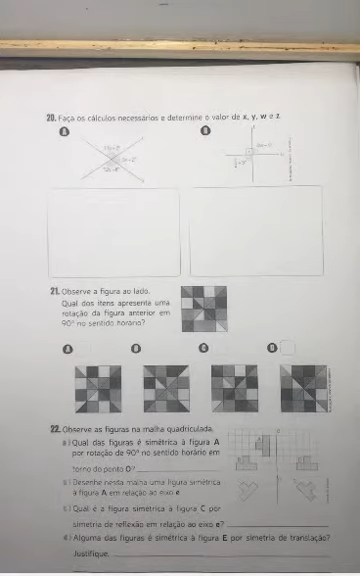 20. Faça os cálculos necessários e determine o valor de x, y, w e z.
A
B
21. Observe a figura ao lado.
Qual dos itens apresenta uma
rotação da figura anterior em
90° no sentido horário?
A
B
C
D
22. Observe as figuras na malha quadriculada.
a) Qual das figuras é simétrica à figura A
por rotação de 90° no sentido horário em
torno do ponto O?
b) Desenhe nesta malha uma figura simétrica
à figura A em relação ao eixo e
c) Qual é a figura simétrica à figura C por
simetria de reflexão em relação ao eixo e?
d) Alguma das figuras é simétrica à figura E por simetria de translação?
Justifique.